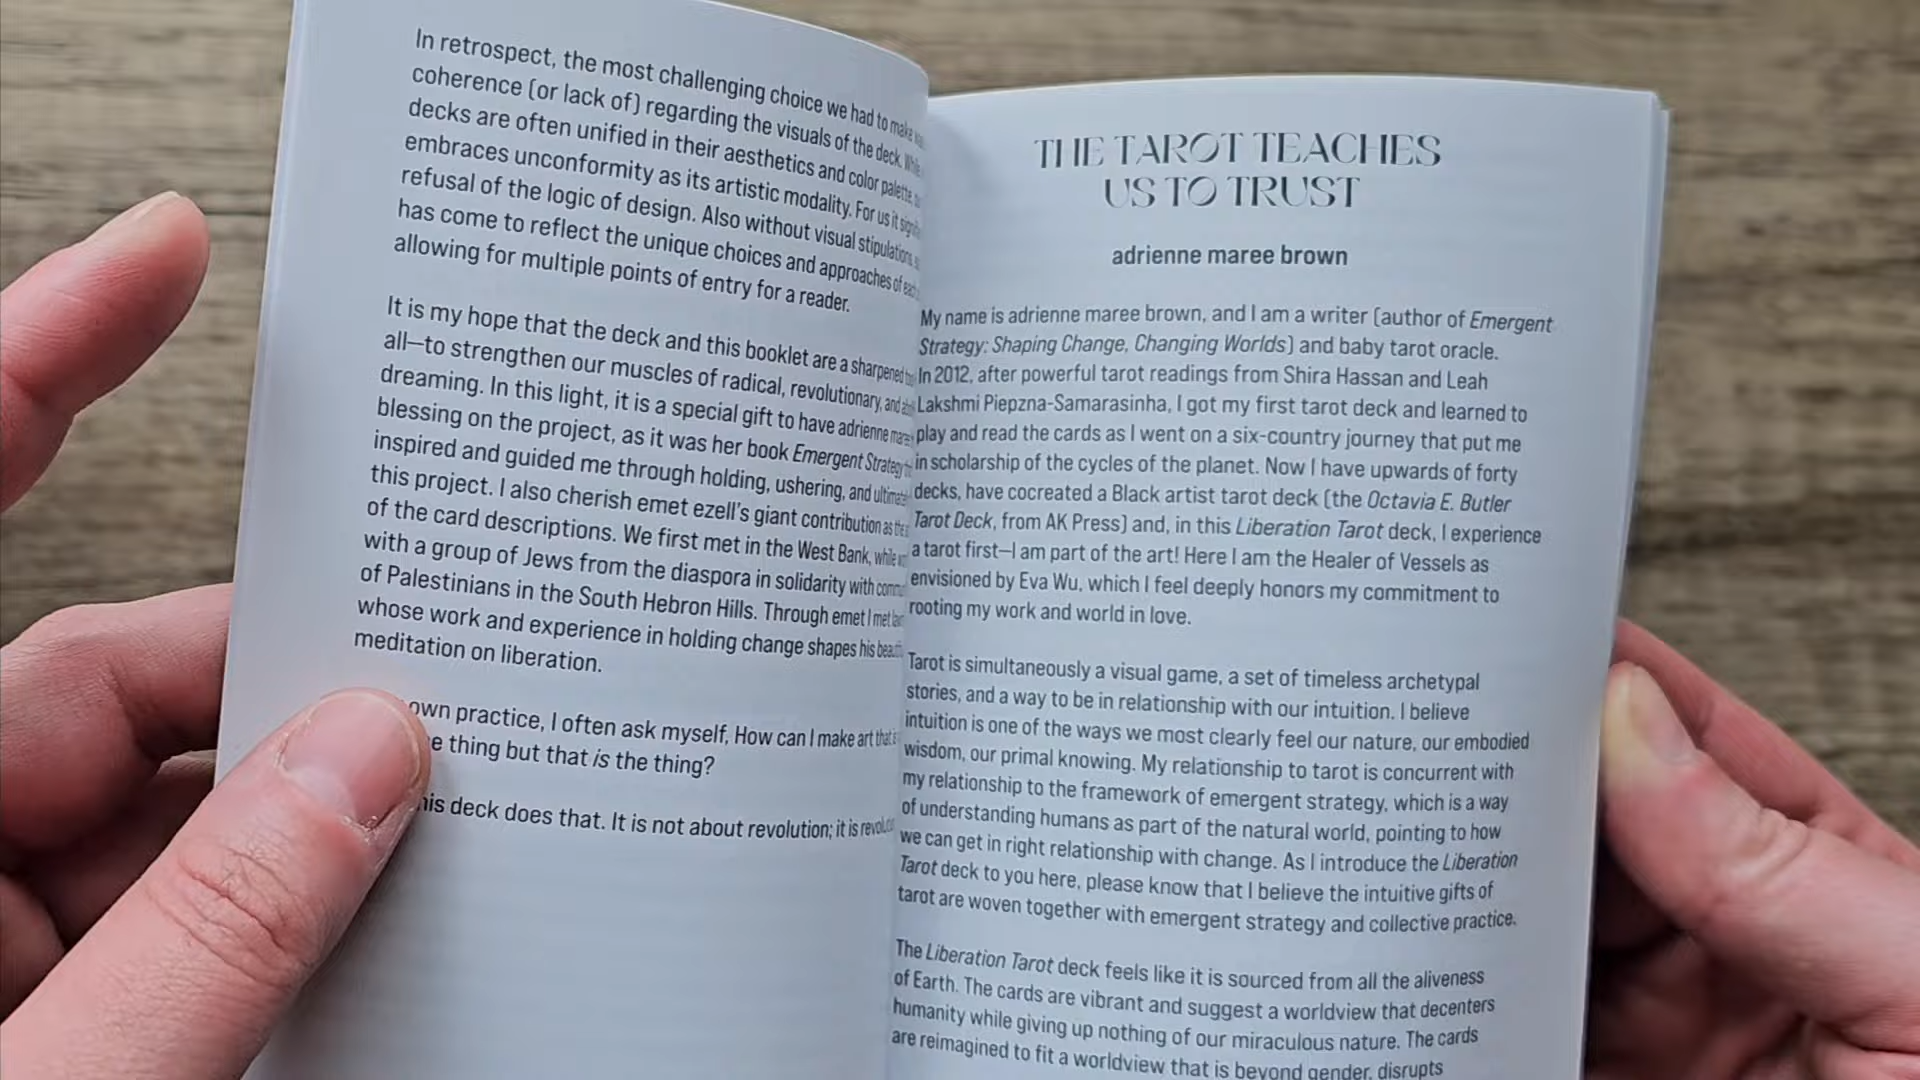 In retrospect, the most challenging choice we had to make
coherence (or lack of) regarding the visuals of the deck. While
decks are often unified in their aesthetics and color palette,
embraces unconformity as its artistic modality. For us it
refusal of the logic of design. Also without visual stipulations,
has come to reflect the unique choices and approaches of each
allowing for multiple points of entry for a reader.
It is my hope that the deck and this booklet are a sharpened
all—to strengthen our muscles of radical, revolutionary, and
dreaming. In this light, it is a special gift to have adrienne maree
blessing on the project, as it was her book Emergent Strategy
inspired and guided me through holding, ushering, and
this project. I also cherish emet ezell's giant contribution as the
of the card descriptions. We first met in the West Bank, while
with a group of Jews from the diaspora in solidarity with
of Palestinians in the South Hebron Hills. Through emet I met
whose work and experience in holding change shapes his
meditation on liberation.
own practice, I often ask myself, How can I make art that
thing but that is the thing?
deck does that. It is not about revolution; it is
THE TAROT TEACHES
US TO TRUST
adrienne maree brown
My name is adrienne maree brown, and I am a writer (author of Emergent
Strategy: Shaping Change, Changing Worlds) and baby tarot oracle.
In 2012, after powerful tarot readings from Shira Hassan and Leah
Lakshmi Piepzna-Samarasinha, I got my first tarot deck and learned to
play and read the cards as I went on a six-country journey that put me
in scholarship of the cycles of the planet. Now I have upwards of forty
decks, have cocreated a Black artist tarot deck (the Octavia E. Butler
Tarot Deck, from AK Press) and, in this Liberation Tarot deck, I experience
a tarot first—I am part of the art! Here I am the Healer of Vessels as
envisioned by Eva Wu, which I feel deeply honors my commitment to
rooting my work and world in love.
Tarot is simultaneously a visual game, a set of timeless archetypal
stories, and a way to be in relationship with our intuition. I believe
intuition is one of the ways we most clearly feel our nature, our embodied
wisdom, our primal knowing. My relationship to tarot is concurrent with
my relationship to the framework of emergent strategy, which is a way
of understanding humans as part of the natural world, pointing to how
we can get in right relationship with change. As I introduce the Liberation
Tarot deck to you here, please know that I believe the intuitive gifts of
tarot are woven together with emergent strategy and collective practice.
The Liberation Tarot deck feels like it is sourced from all the aliveness
of Earth. The cards are vibrant and suggest a worldview that decenters
humanity while giving up nothing of our miraculous nature. The cards
are reimagined to fit a worldview that is beyond gender, disrupts